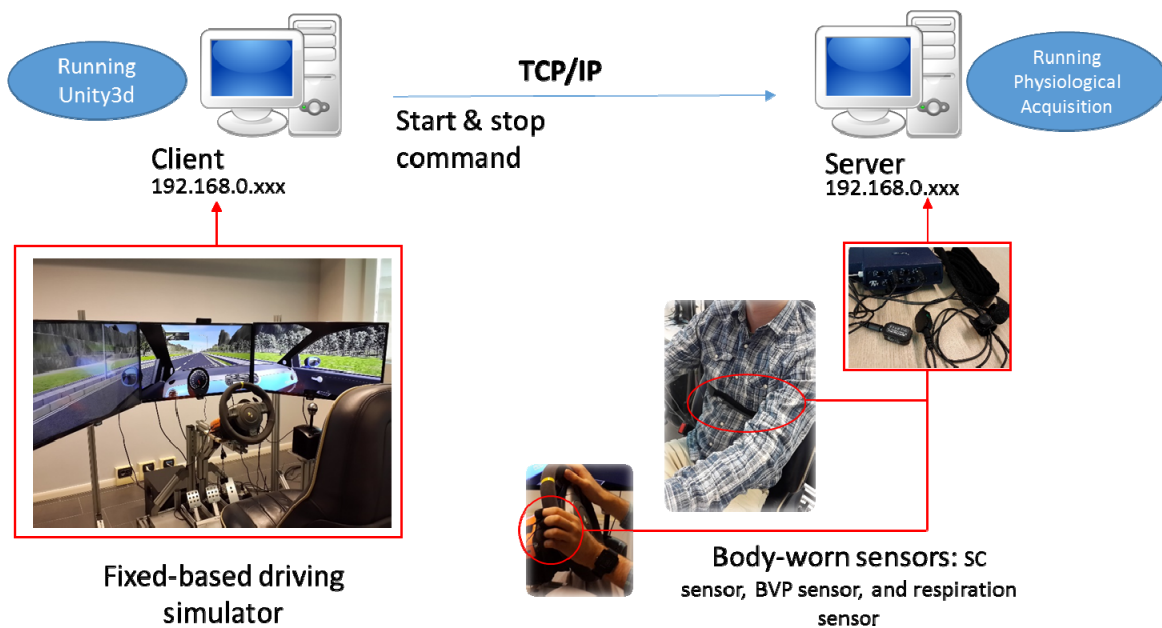 Running
Unity3d
TCP/IP
Start & stop
command
Running
Physiological
Acquisition
Client
192.168.0.xxx
Server
192.168.0.xxx
Fixed-based driving
simulator
Body-worn sensors: sc
sensor, BVP sensor, and respiration
sensor